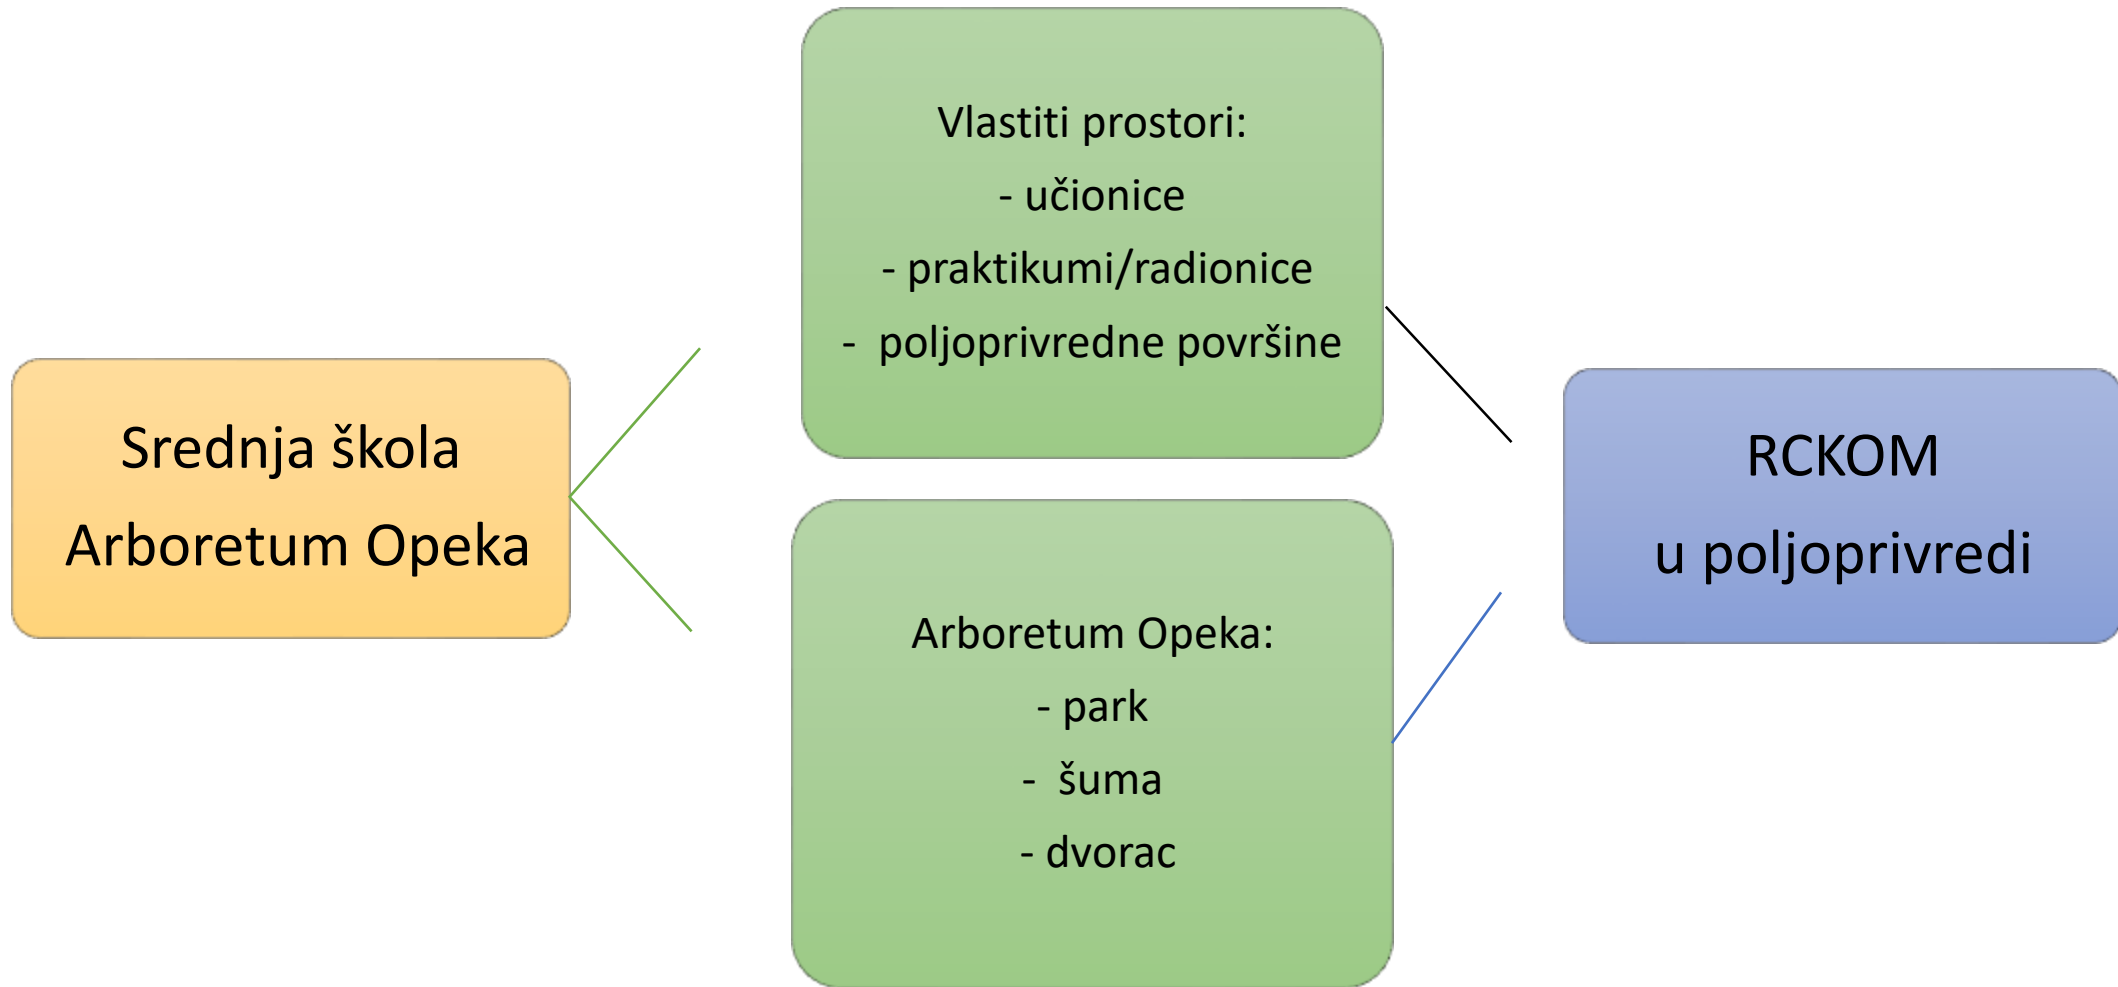 Srednja škola
Arboretum Opeka
Vlastiti prostori:
- učionice
- praktikumi/radionice
- poljoprivredne površine
Arboretum Opeka:
- park
- šuma
- dvorac
RCKOM
u poljoprivredi